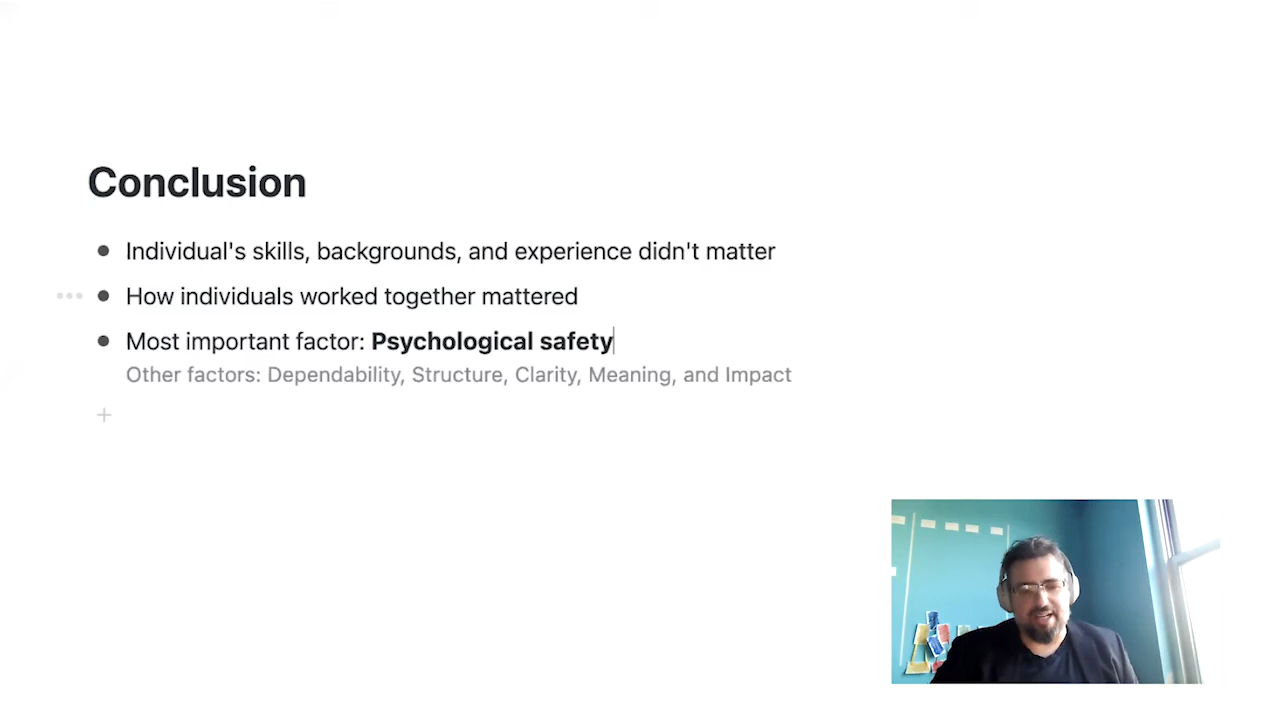 Conclusion
Individual's skills, backgrounds, and experience didn't matter
How individuals worked together mattered
Most important factor: Psychological safety
Other factors: Dependability, Structure, Clarity, Meaning, and Impact